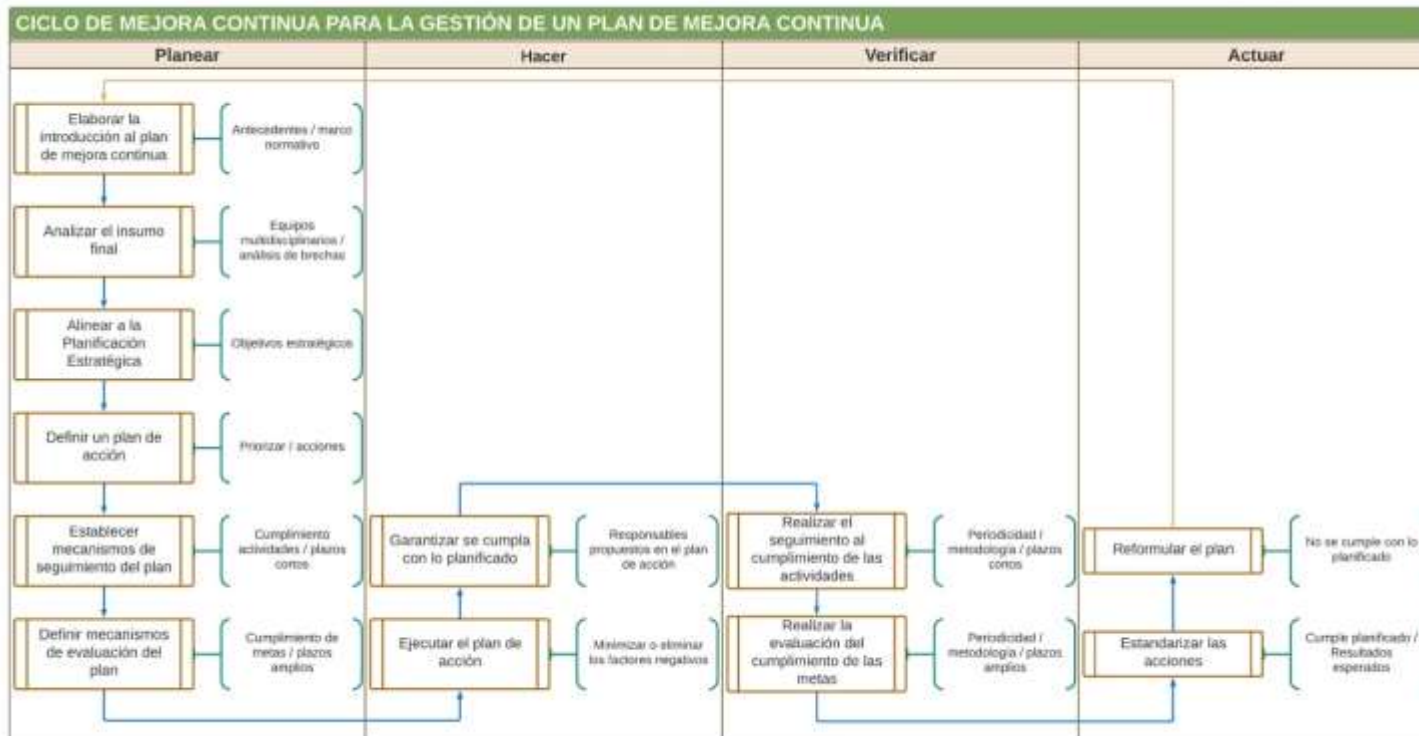 CICLO DE MEJORA CONTINUA PARA LA GESTIÓN DE UN PLAN DE MEJORA CONTINUA
Planear
Hacer
Verificar
Actuar
Elaborar la
introducción al plan
de mejora continua
Antecedentes / marco
normativo
Analizar el insumo
final
Equipos
multidisciplinarios /
análisis de brechas
Alinear a la
Planificación
Estratégica
Objetivos estratégicos
Definir un plan de
acción
Priorizar / acciones
Establecer
mecanismos de
seguimiento del plan
Cumplimiento
actividades / plazos
cortos
Definir mecanismos
de evaluación del
plan
Cumplimiento de
metas / plazos
amplios
Garantizar se cumpla
con lo planificado
Responsables
propuestos en el plan
de acción
Ejecutar el plan de
acción
Minimizar o eliminar
los factores negativos
Realizar el
seguimiento al
cumplimiento de las
actividades
Periodicidad /
metodología / plazos
cortos
Realizar la
evaluación del
cumplimiento de las
metas
Periodicidad /
metodología / plazos
amplios
Reformular el plan
No se cumple con lo
planificado
Estandarizar las
acciones
Cumple planificado /
Resultados
esperados